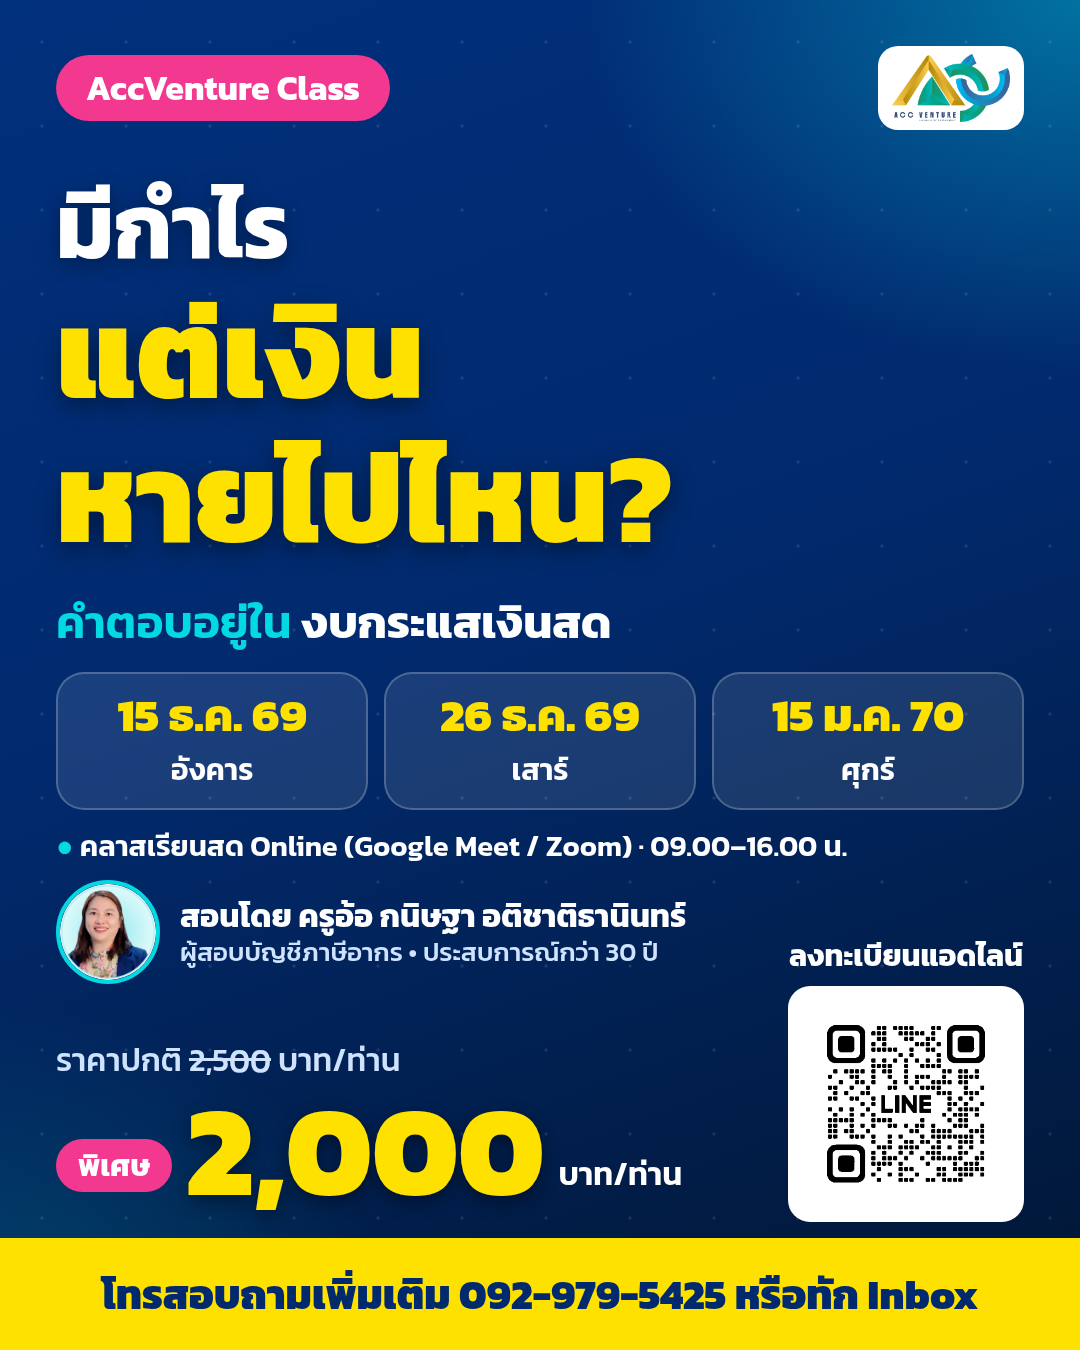 AccVenture Class
ACC VENTURE
มีกำไร
แต่เงิน
หายไปไหน?
คำตอบอยู่ใน งบกระแสเงินสด
15 ธ.ค. 69
อังคาร
26 ธ.ค. 69
เสาร์
15 ม.ค. 70
ศุกร์
คลาสเรียนสด Online (Google Meet / Zoom) · 09.00–16.00 น.
สอนโดย ครูอ้อ กนิษฐา อติชาติธานินทร์
ผู้สอบบัญชีภาษีอากร • ประสบการณ์กว่า 30 ปี
ลงทะเบียนแอดไลน์
LINE
ราคาปกติ 2,500 บาท/ท่าน
พิเศษ 2,000 บาท/ท่าน
โทรสอบถามเพิ่มเติม 092-979-5425 หรือทัก Inbox